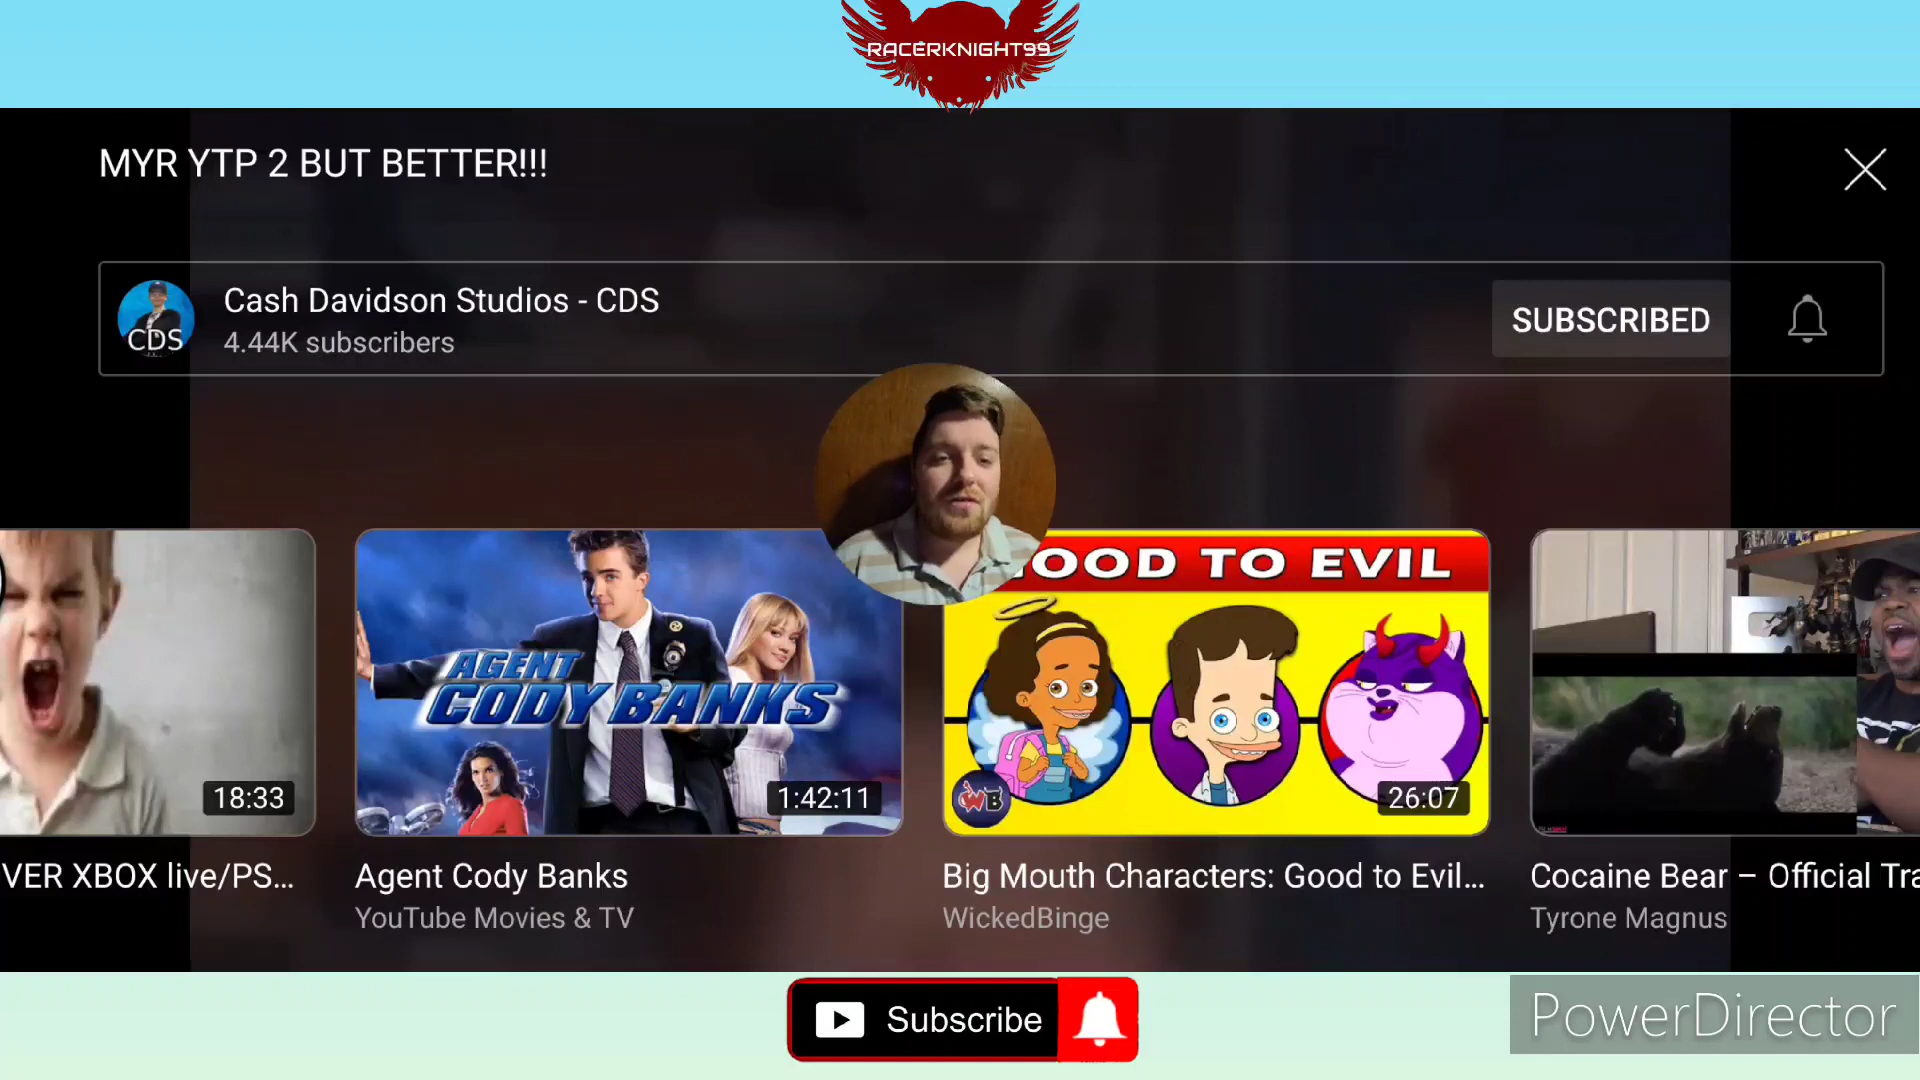 RACERKNIGHT99
MYR YTP 2 BUT BETTER!!!
Cash Davidson Studios - CDS
4.44K subscribers
CDS
SUBSCRIBED
OOD TO EVIL
AGENT
CODY BANKS
WB
18:33
1:42:11
26:07
VER XBOX live/PS...
Agent Cody Banks
YouTube Movies & TV
Big Mouth Characters: Good to Evil...
WickedBinge
Cocaine Bear – Official Tra
Tyrone Magnus
Subscribe
PowerDirector